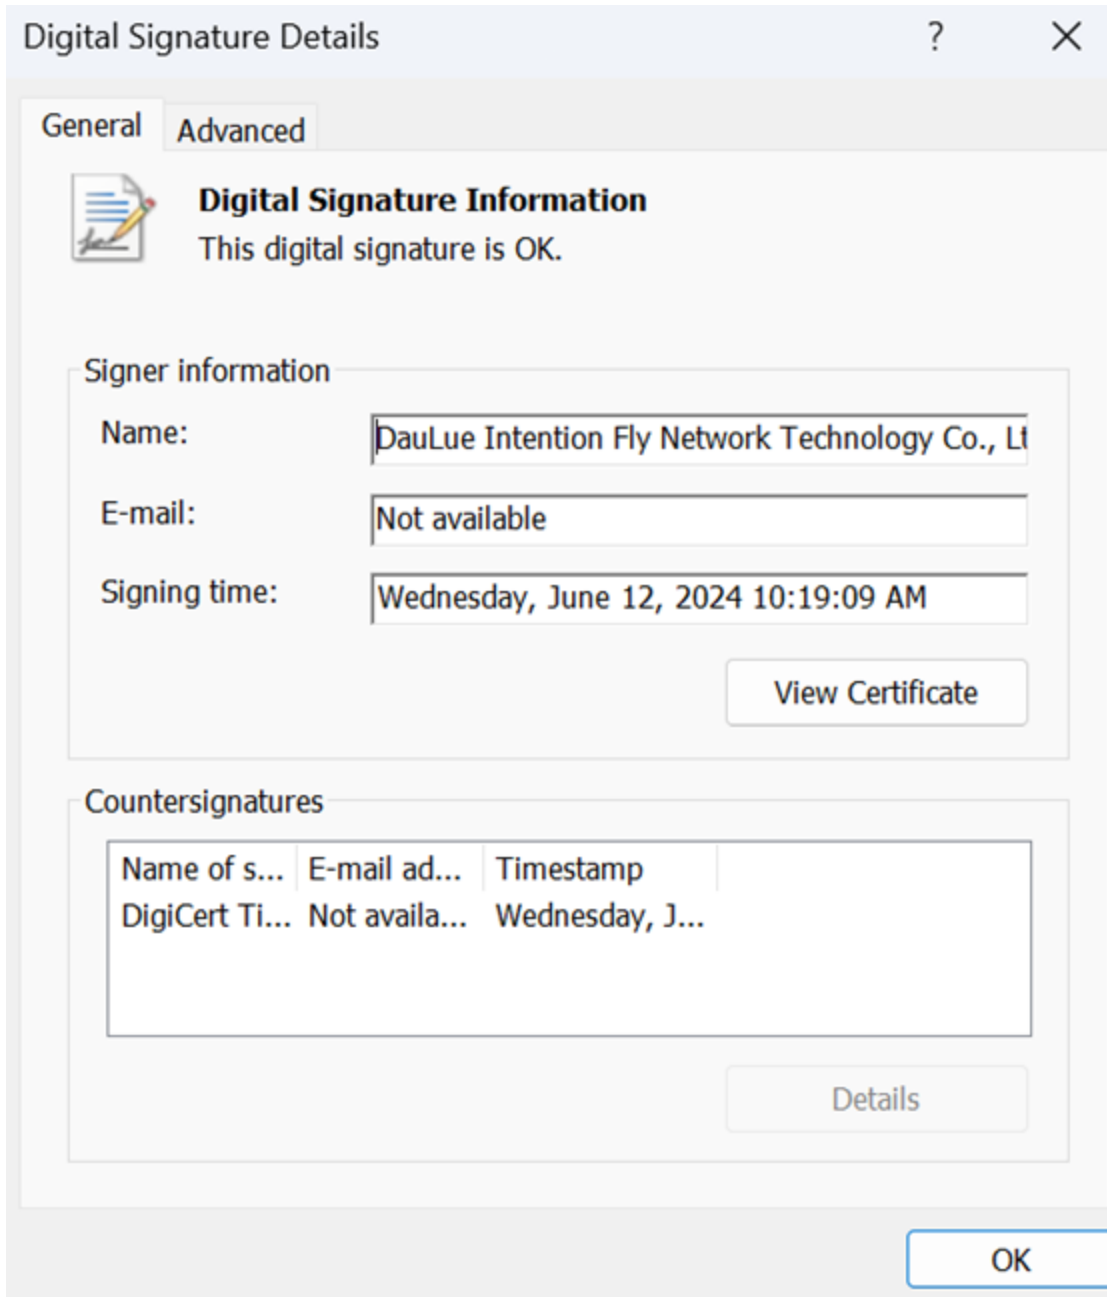 Digital Signature Details
General
Advanced
Digital Signature Information
This digital signature is OK.
Signer information
Name: DauLue Intention Fly Network Technology Co., Lt
E-mail: Not available
Signing time: Wednesday, June 12, 2024 10:19:09 AM
View Certificate
Countersignatures
Name of s... E-mail ad... Timestamp
DigiCert Ti... Not availa... Wednesday, J...
Details
OK